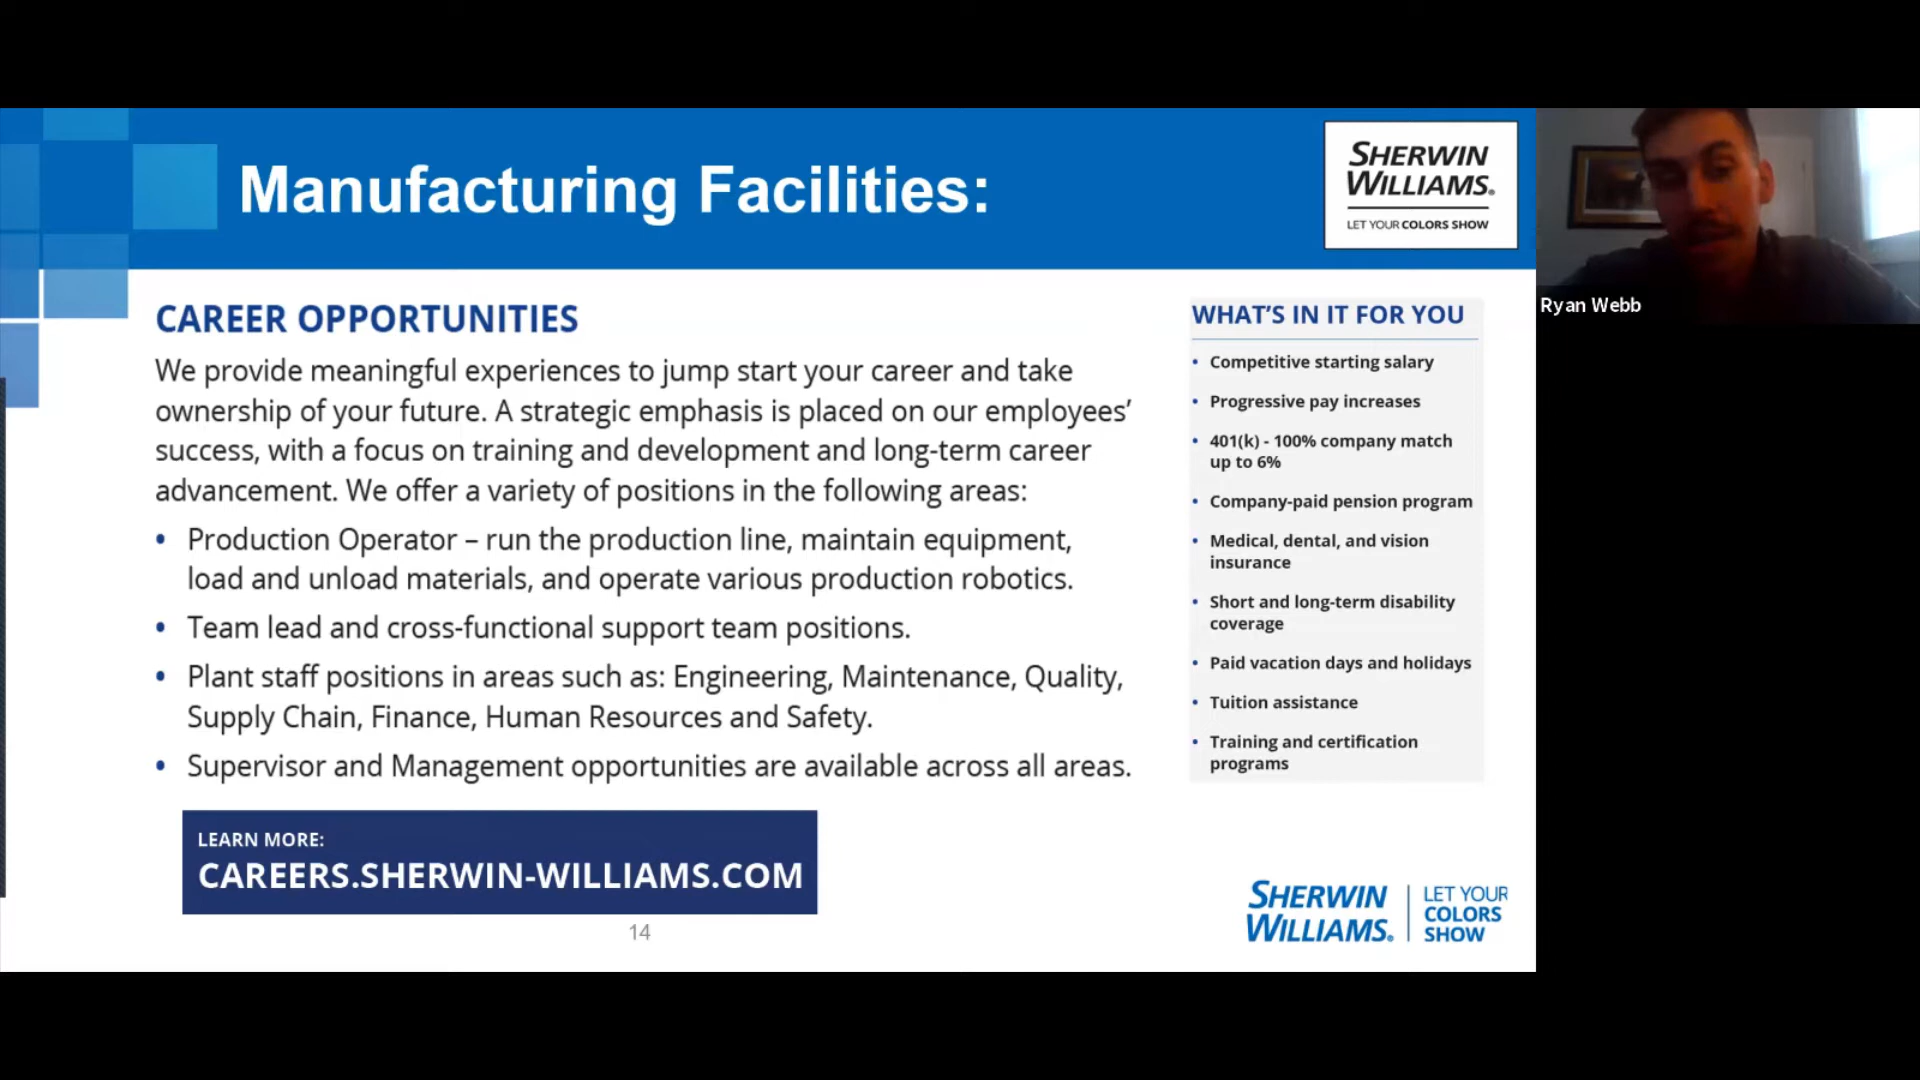 Manufacturing Facilities:
SHERWIN
WILLIAMS.
LET YOUR COLORS SHOW
CAREER OPPORTUNITIES
We provide meaningful experiences to jump start your career and take
ownership of your future. A strategic emphasis is placed on our employees’
success, with a focus on training and development and long-term career
advancement. We offer a variety of positions in the following areas:
• Production Operator – run the production line, maintain equipment,
load and unload materials, and operate various production robotics.
• Team lead and cross-functional support team positions.
• Plant staff positions in areas such as: Engineering, Maintenance, Quality,
Supply Chain, Finance, Human Resources and Safety.
• Supervisor and Management opportunities are available across all areas.
LEARN MORE:
CAREERS.SHERWIN-WILLIAMS.COM
14
WHAT’S IN IT FOR YOU
• Competitive starting salary
• Progressive pay increases
• 401(k) - 100% company match
up to 6%
• Company-paid pension program
• Medical, dental, and vision
insurance
• Short and long-term disability
coverage
• Paid vacation days and holidays
• Tuition assistance
• Training and certification
programs
SHERWIN
WILLIAMS.
LET YOUR
COLORS
SHOW
Ryan Webb